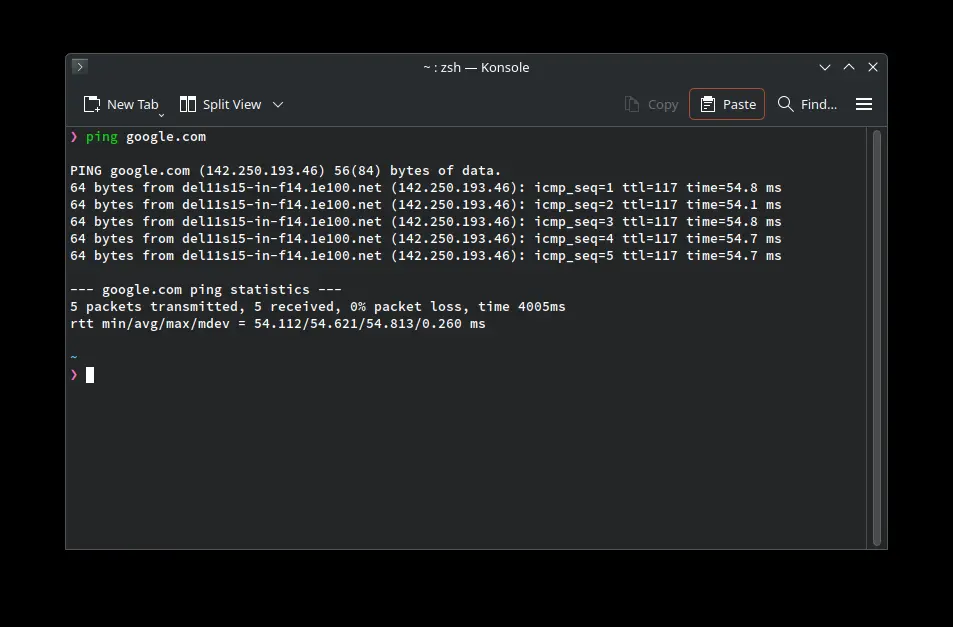 ~ : zsh — Konsole
New Tab Split View Copy Paste Find...
❯ ping google.com
PING google.com (142.250.193.46) 56(84) bytes of data.
64 bytes from del11s15-in-f14.1e100.net (142.250.193.46): icmp_seq=1 ttl=117 time=54.8 ms
64 bytes from del11s15-in-f14.1e100.net (142.250.193.46): icmp_seq=2 ttl=117 time=54.1 ms
64 bytes from del11s15-in-f14.1e100.net (142.250.193.46): icmp_seq=3 ttl=117 time=54.8 ms
64 bytes from del11s15-in-f14.1e100.net (142.250.193.46): icmp_seq=4 ttl=117 time=54.7 ms
64 bytes from del11s15-in-f14.1e100.net (142.250.193.46): icmp_seq=5 ttl=117 time=54.7 ms
--- google.com ping statistics ---
5 packets transmitted, 5 received, 0% packet loss, time 4005ms
rtt min/avg/max/mdev = 54.112/54.621/54.813/0.260 ms
~
❯